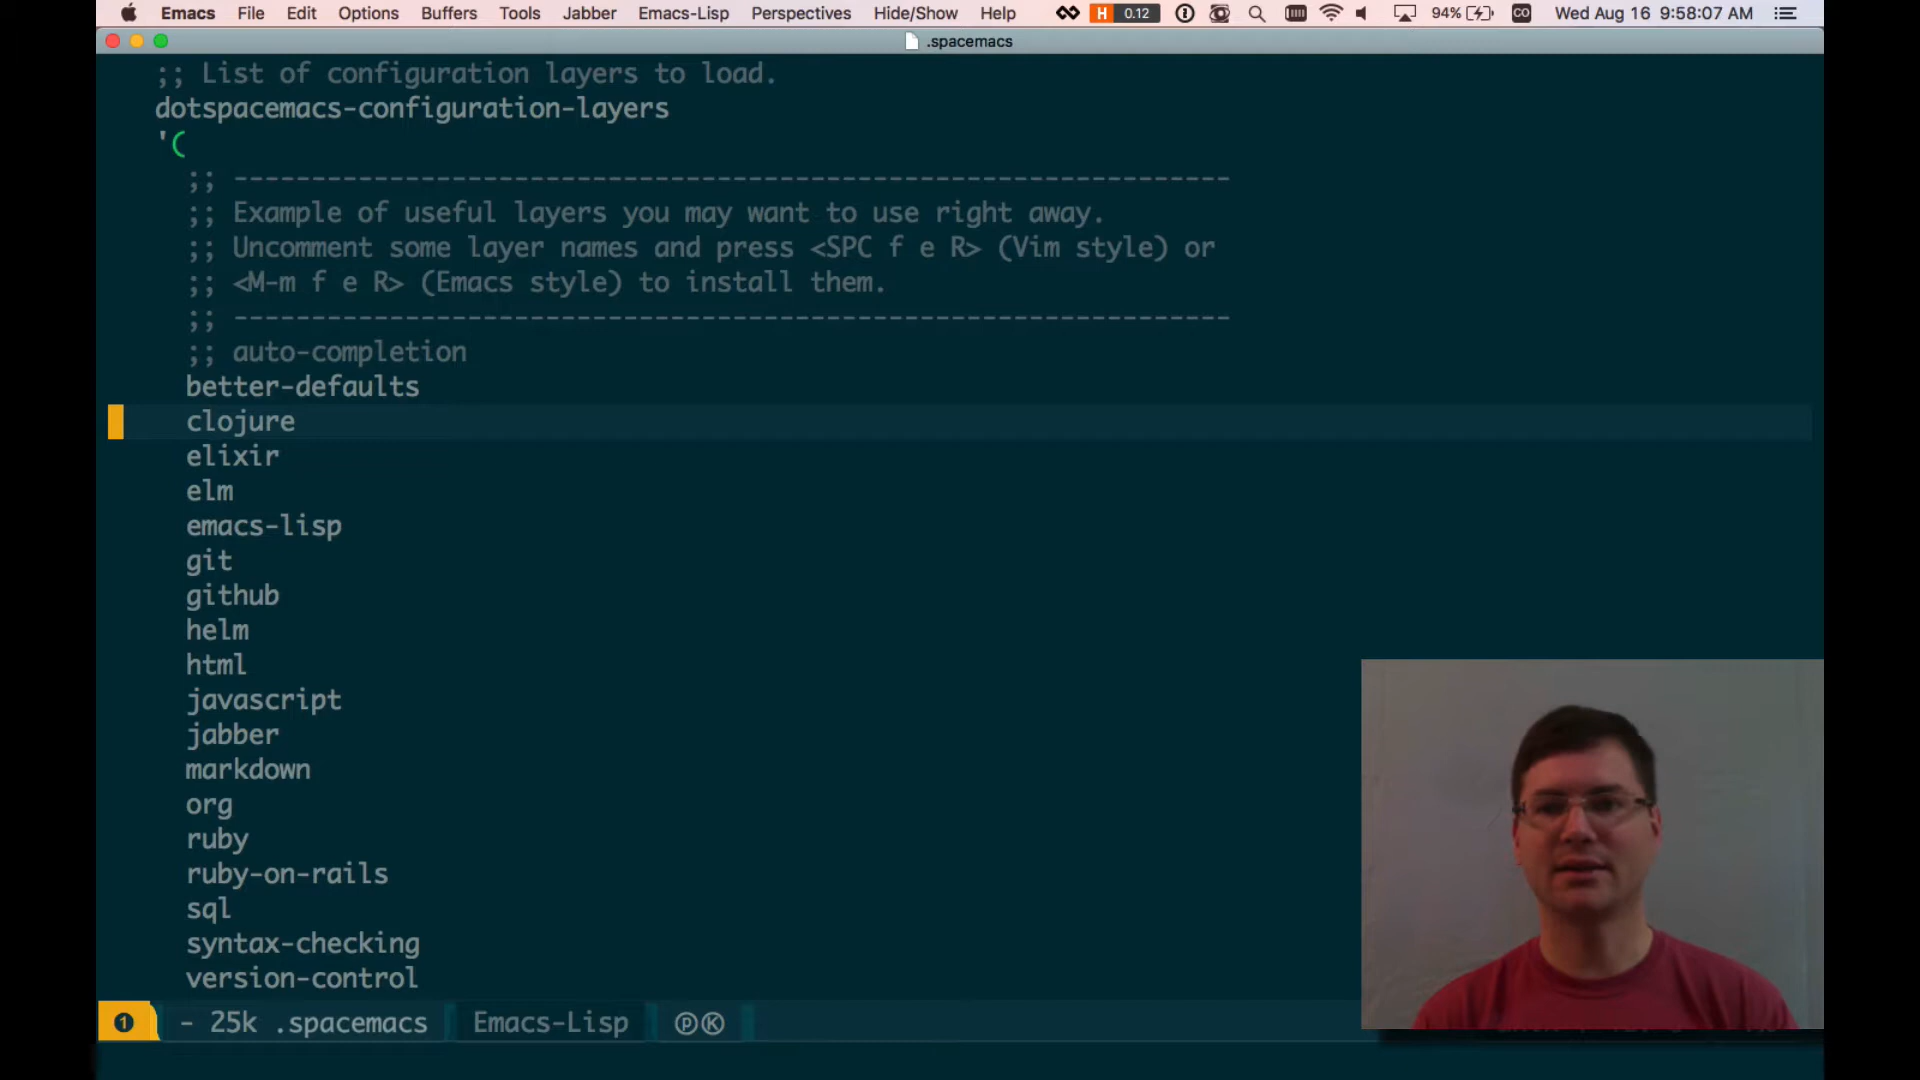 Emacs File Edit Options Buffers Tools Jabber Emacs-Lisp Perspectives Hide/Show Help H 0.12 94% CO Wed Aug 16 9:58:07 AM
.spacemacs
;; List of configuration layers to load.
dotspacemacs-configuration-layers
'(
;; ----------------------------------------------------------------
;; Example of useful layers you may want to use right away.
;; Uncomment some layer names and press <SPC f e R> (Vim style) or
;; <M-m f e R> (Emacs style) to install them.
;; ----------------------------------------------------------------
;; auto-completion
better-defaults
clojure
elixir
elm
emacs-lisp
git
github
helm
html
javascript
jabber
markdown
org
ruby
ruby-on-rails
sql
syntax-checking
version-control
❶ - 25k .spacemacs Emacs-Lisp ⓟⓀ